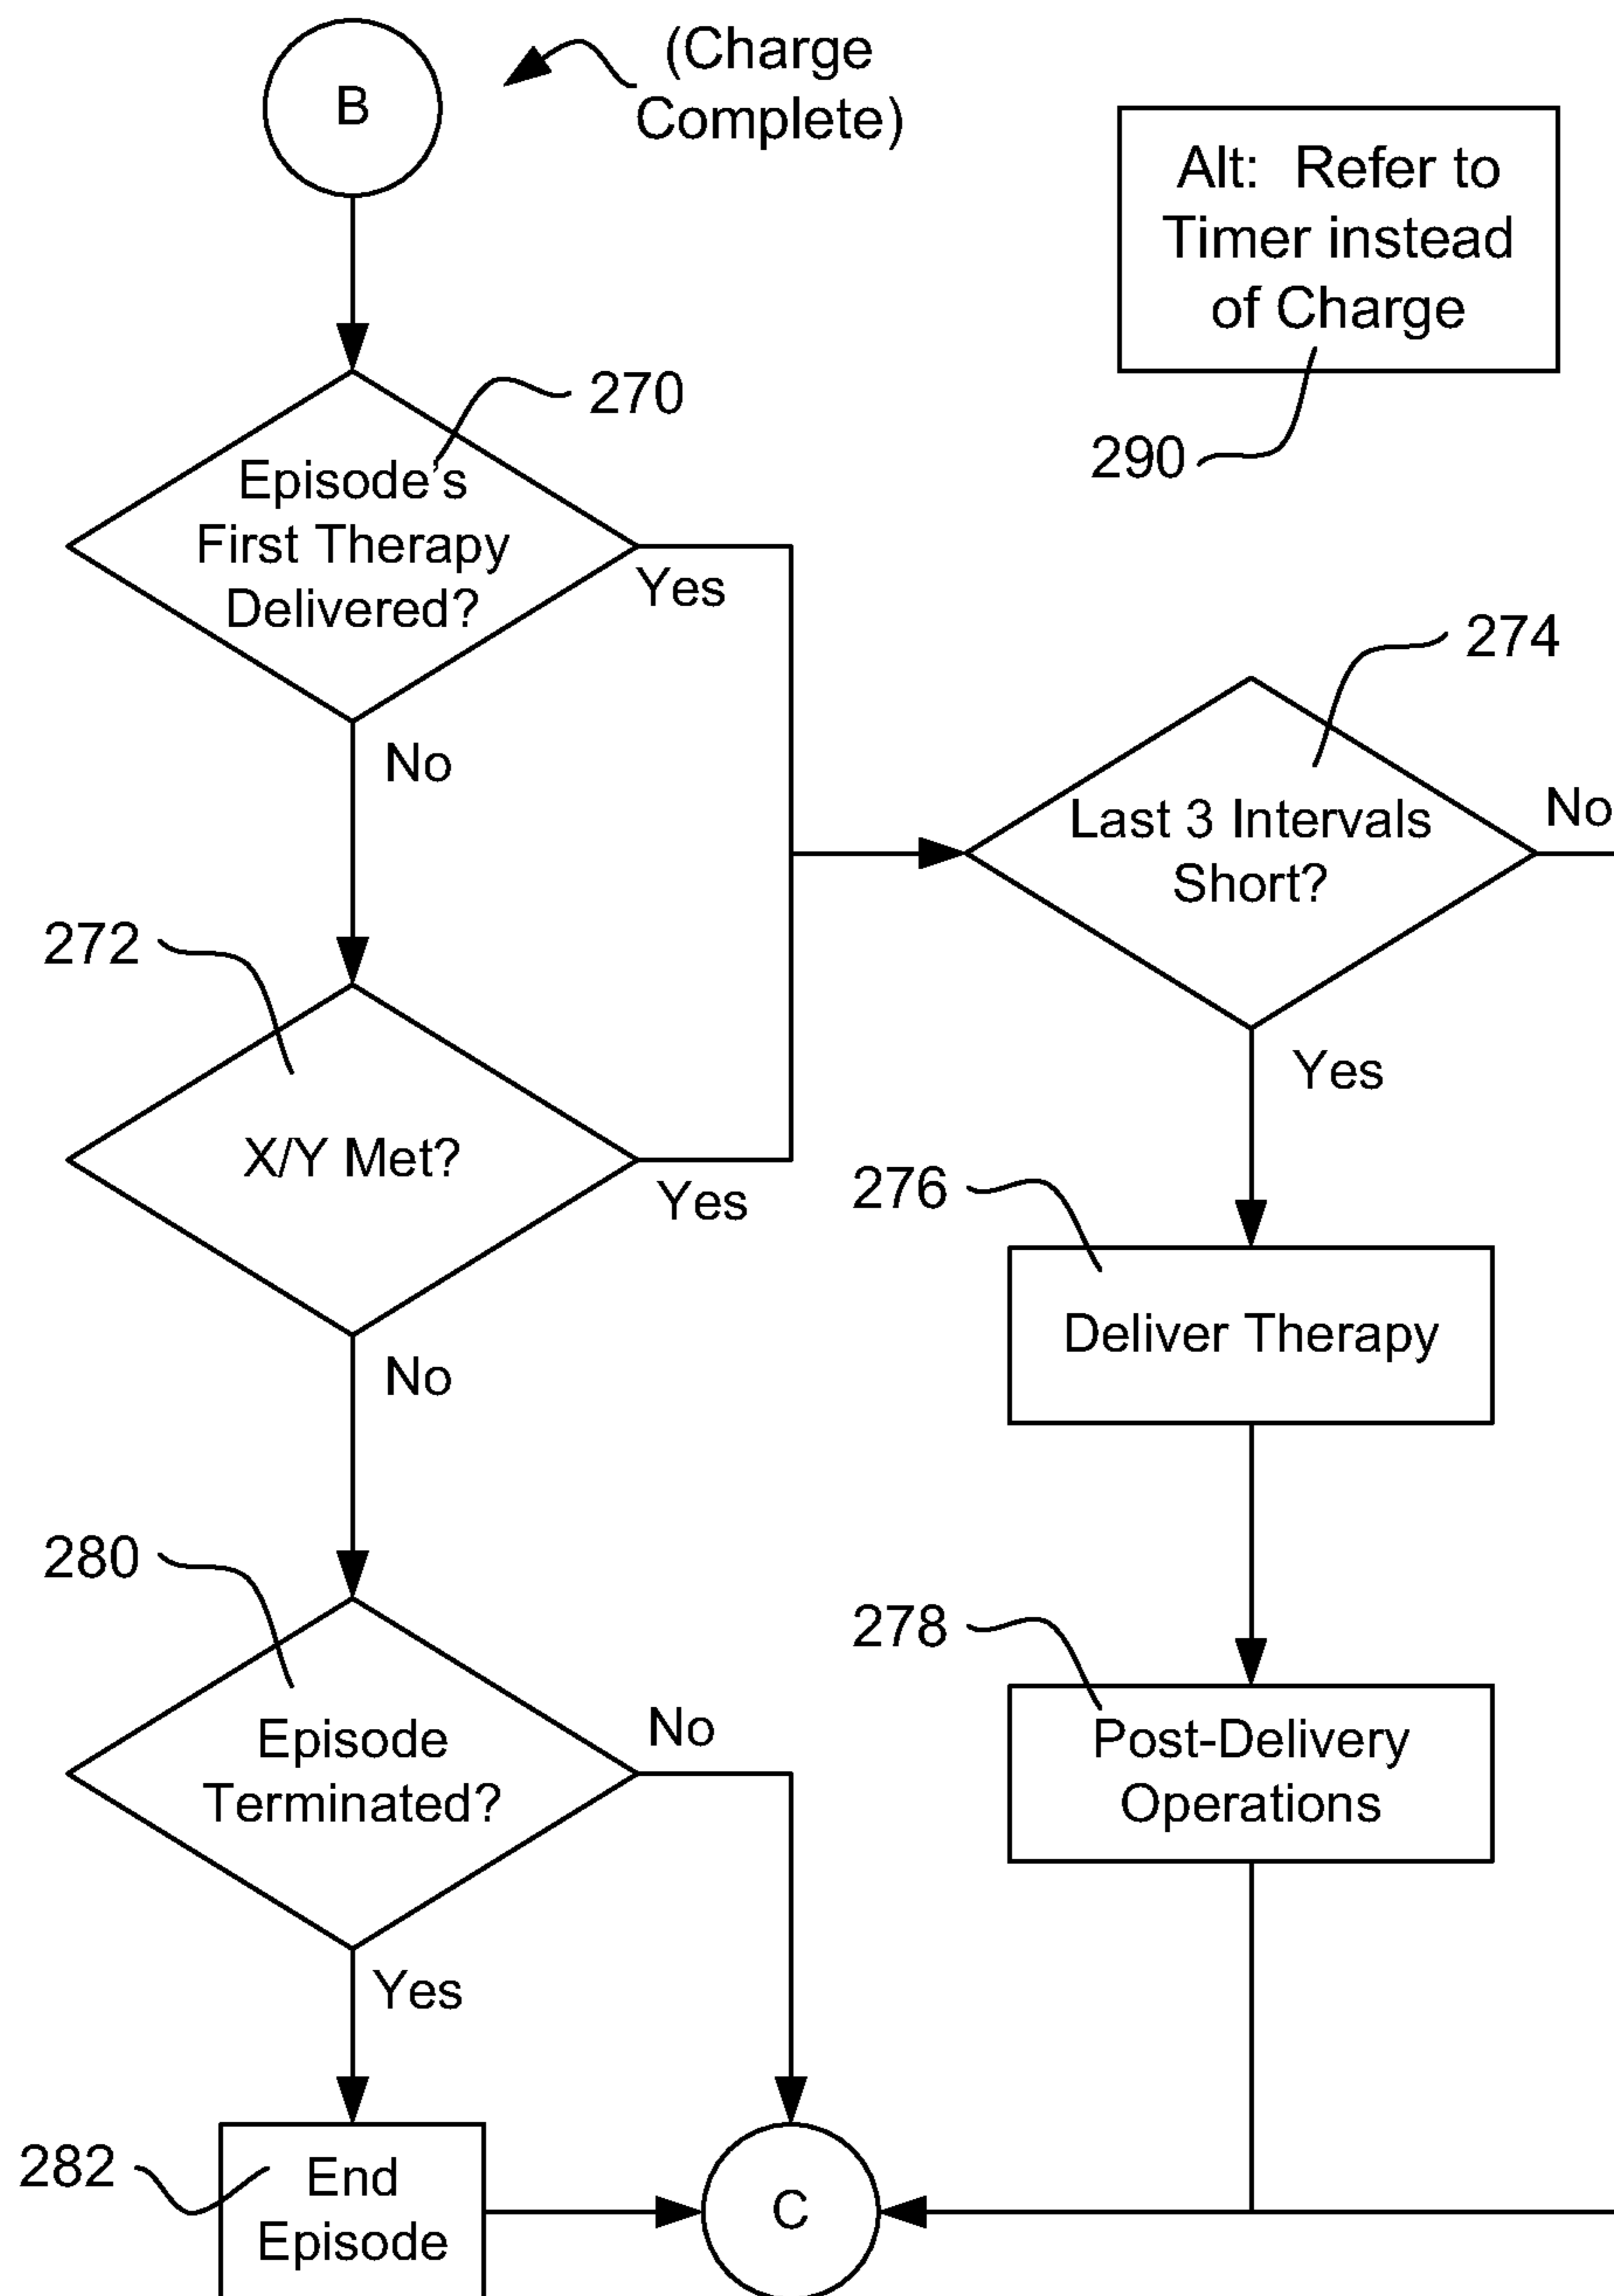 B
(Charge
Complete)
Alt: Refer to
Timer instead
of Charge
290
270
Episode's
First Therapy
Delivered?
Yes
No
274
Last 3 Intervals
Short?
No
Yes
272
X/Y Met?
Yes
No
276
Deliver Therapy
278
Post-Delivery
Operations
280
Episode
Terminated?
No
Yes
282
End
Episode
C